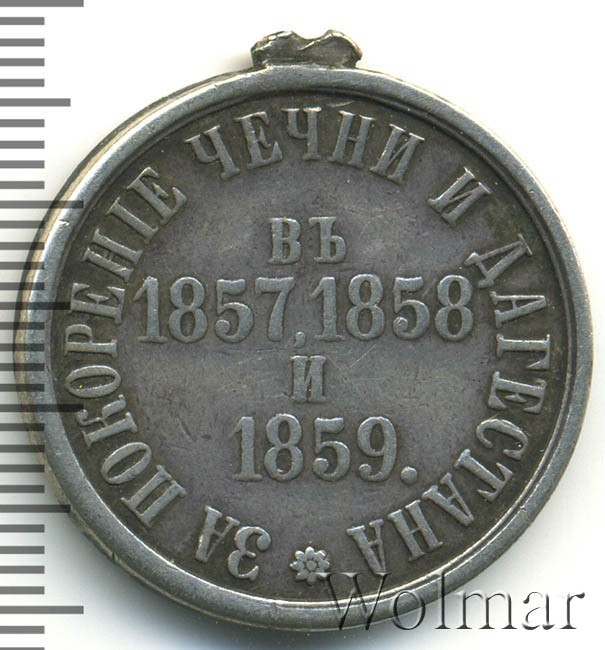 ЗА ПОКОРЕНІЕ ЧЕЧНИ И ДАГЕСТАНА
ВЪ
1857, 1858
И
1859.
Wolmar